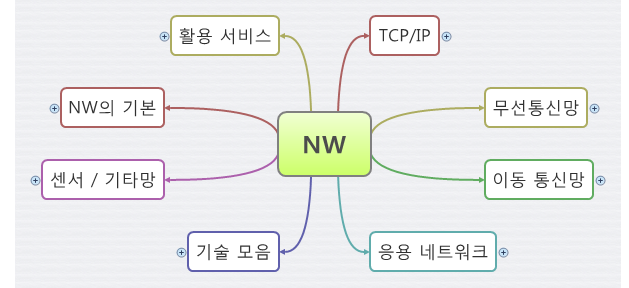 활용 서비스
TCP/IP
NW의 기본
무선통신망
NW
센서 / 기타망
이동 통신망
기술 모음
응용 네트워크